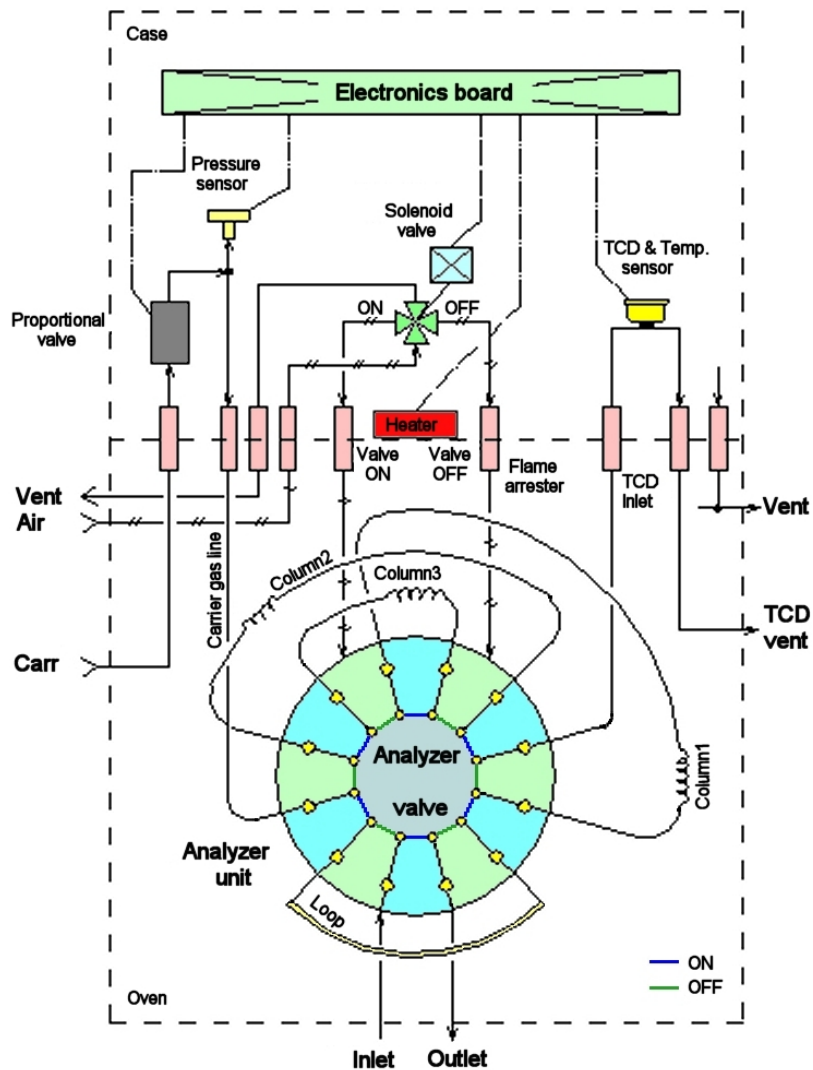 Case
Electronics board
Pressure
sensor
Solenoid
valve
TCD & Temp.
sensor
ON
OFF
Proportional
valve
Heater
Valve
ON
Valve
OFF
Flame
arrester
TCD
Inlet
Vent
Air
Vent
Carrier gas line
Column2
Column3
Carr
TCD
vent
Column1
Analyzer
valve
Analyzer
unit
Loop
ON
OFF
Oven
Inlet
Outlet